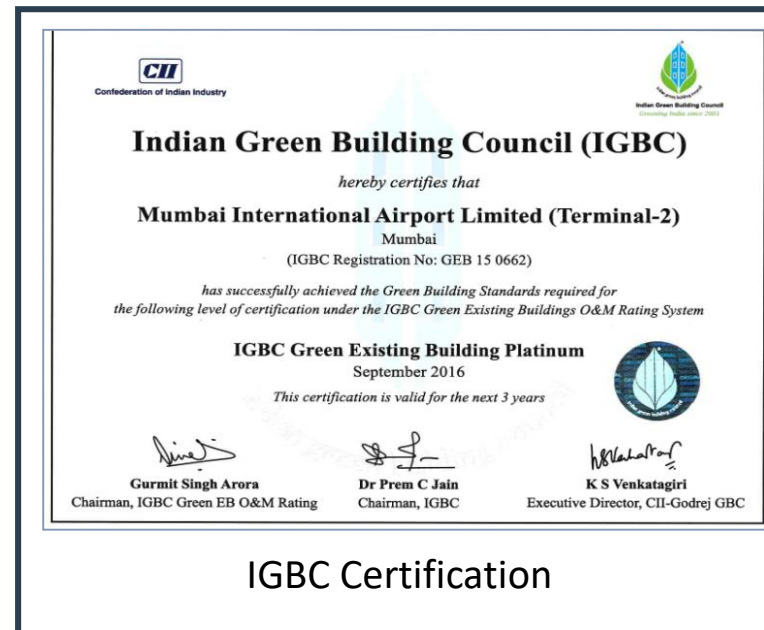 CII
Confederation of Indian Industry
Indian Green Building Council
Greening India since 2001
Indian Green Building Council (IGBC)
hereby certifies that
Mumbai International Airport Limited (Terminal-2)
Mumbai
(IGBC Registration No: GEB 15 0662)
has successfully achieved the Green Building Standards required for
the following level of certification under the IGBC Green Existing Buildings O&M Rating System
IGBC Green Existing Building Platinum
September 2016
This certification is valid for the next 3 years
Gurmit Singh Arora
Chairman, IGBC Green EB O&M Rating
Dr Prem C Jain
Chairman, IGBC
K S Venkatagiri
Executive Director, CII-Godrej GBC
IGBC Certification